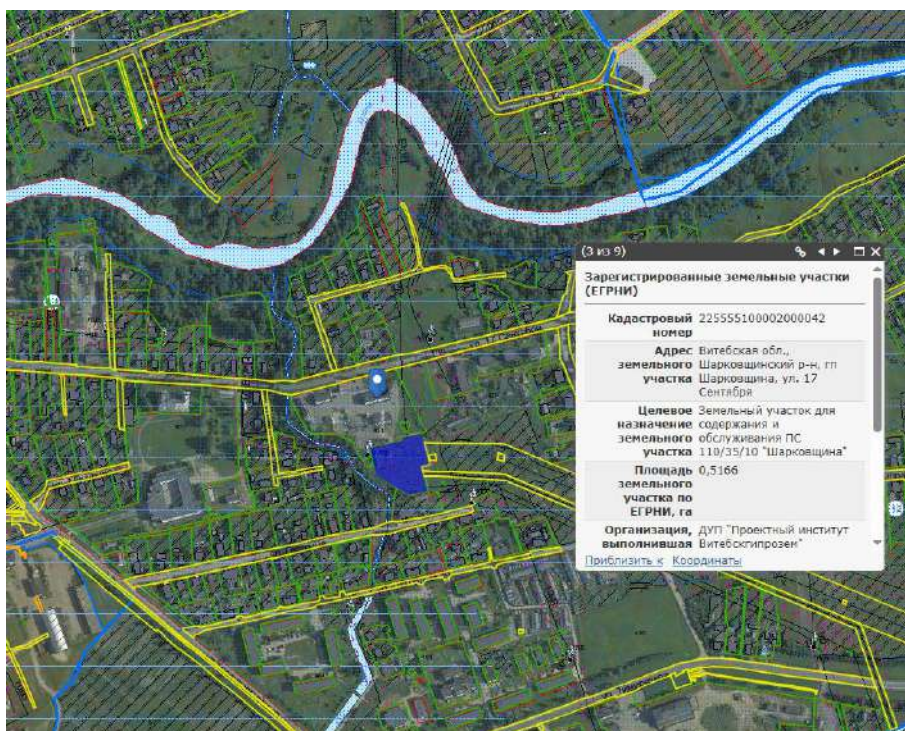 (3 из 9)
Зарегистрированные земельные участки
(ЕГРНИ)
Кадастровый номер 225555100002000042
Адрес земельного участка Витебская обл.,
Шарковщинский р-н, гп
Шарковщина, ул. 17
Сентября
Целевое назначение земельного участка Земельный участок для
содержания и
обслуживания ПС
110/35/10 "Шарковщина"
Площадь земельного участка по ЕГРНИ, га 0,5166
Организация, выполнившая ДУП "Проектный институт
Витебскгипрозем"
Приблизить к Координаты